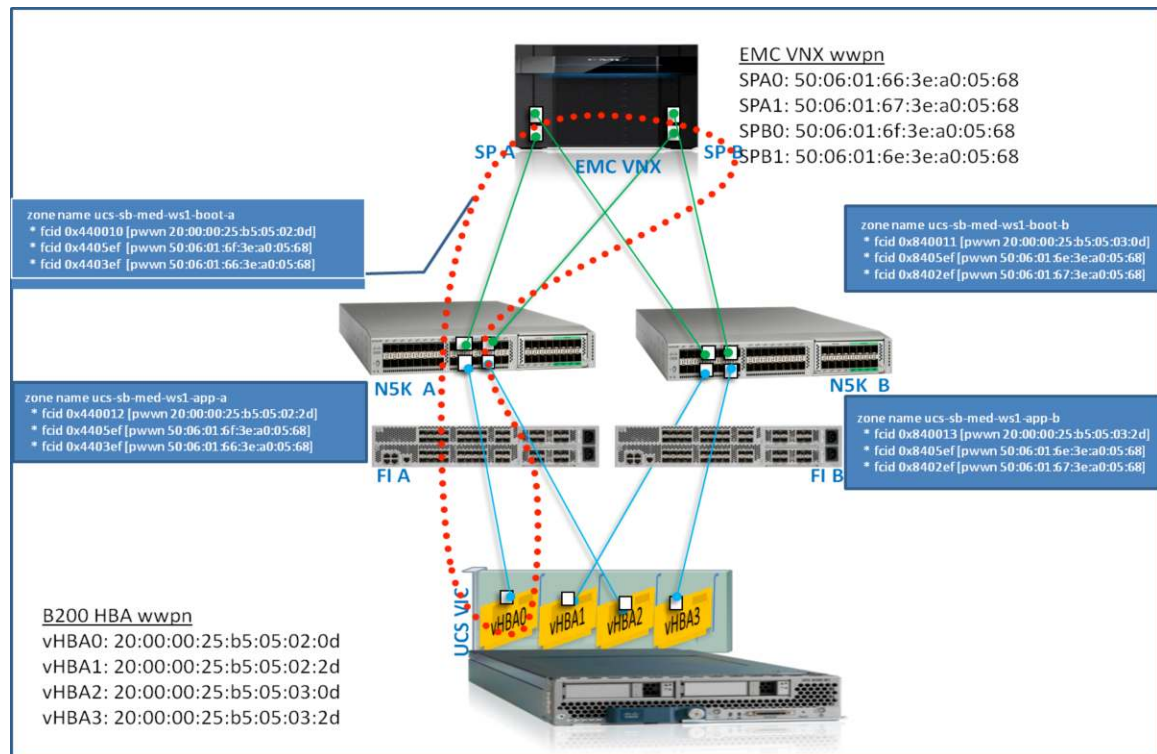 EMC VNX wwpn
SPA0: 50:06:01:66:3e:a0:05:68
SPA1: 50:06:01:67:3e:a0:05:68
SPB0: 50:06:01:6f:3e:a0:05:68
SPB1: 50:06:01:6e:3e:a0:05:68
SP A
SP B
EMC VNX
zone name ucs-sb-med-ws1-boot-a
* fcid 0x440010 [pwwn 20:00:00:25:b5:05:02:0d]
* fcid 0x4405ef [pwwn 50:06:01:6f:3e:a0:05:68]
* fcid 0x4403ef [pwwn 50:06:01:66:3e:a0:05:68]
zone name ucs-sb-med-ws1-boot-b
* fcid 0x840011 [pwwn 20:00:00:25:b5:05:03:0d]
* fcid 0x8405ef [pwwn 50:06:01:6e:3e:a0:05:68]
* fcid 0x8402ef [pwwn 50:06:01:67:3e:a0:05:68]
N5K A
N5K B
zone name ucs-sb-med-ws1-app-a
* fcid 0x440012 [pwwn 20:00:00:25:b5:05:02:2d]
* fcid 0x4405ef [pwwn 50:06:01:6f:3e:a0:05:68]
* fcid 0x4403ef [pwwn 50:06:01:66:3e:a0:05:68]
zone name ucs-sb-med-ws1-app-b
* fcid 0x840013 [pwwn 20:00:00:25:b5:05:03:2d]
* fcid 0x8405ef [pwwn 50:06:01:6e:3e:a0:05:68]
* fcid 0x8402ef [pwwn 50:06:01:67:3e:a0:05:68]
FI A
FI B
UCS VIC
vHBA0
vHBA1
vHBA2
vHBA3
B200 HBA wwpn
vHBA0: 20:00:00:25:b5:05:02:0d
vHBA1: 20:00:00:25:b5:05:02:2d
vHBA2: 20:00:00:25:b5:05:03:0d
vHBA3: 20:00:00:25:b5:05:03:2d